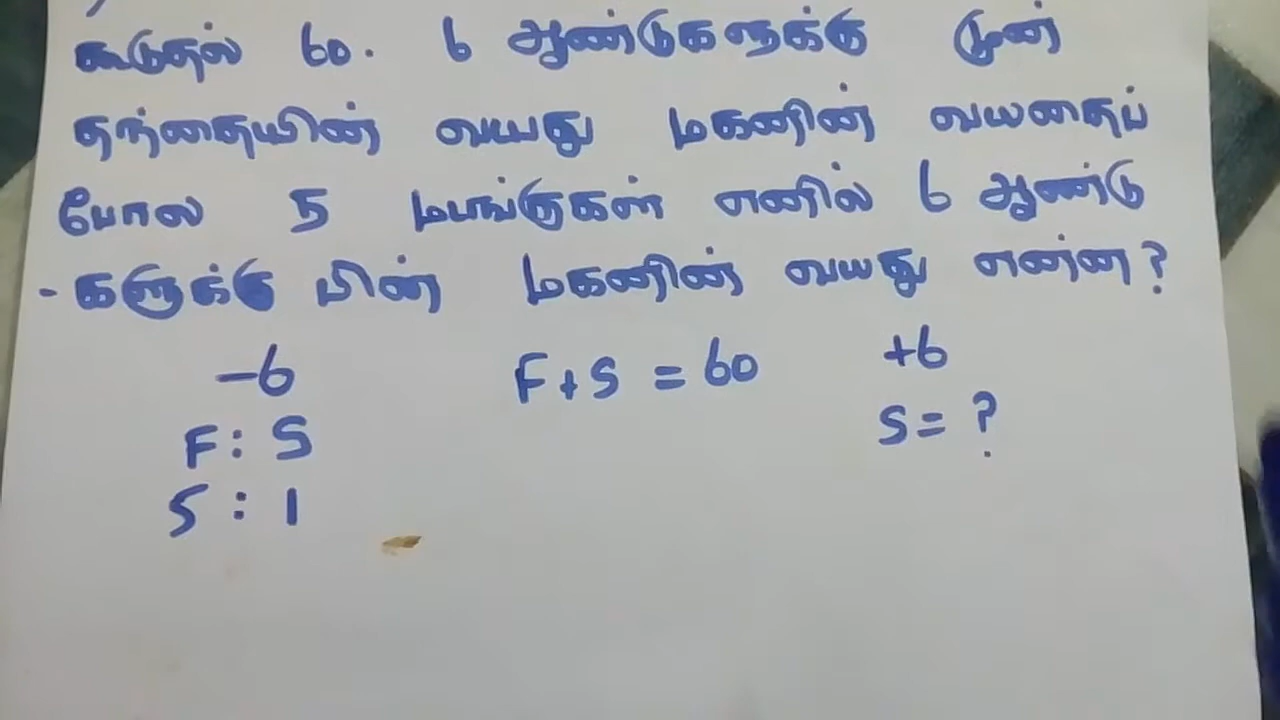 கூடுதல் 60. 6 ஆண்டுகளுக்கு முன்
தந்தையின் வயது மகனின் வயதைப்
போல 5 மடங்குகள் எனில் 6 ஆண்டு
-களுக்கு பின் மகனின் வயது என்ன?
-6 F+S = 60 +6
F : S S = ?
5 : 1